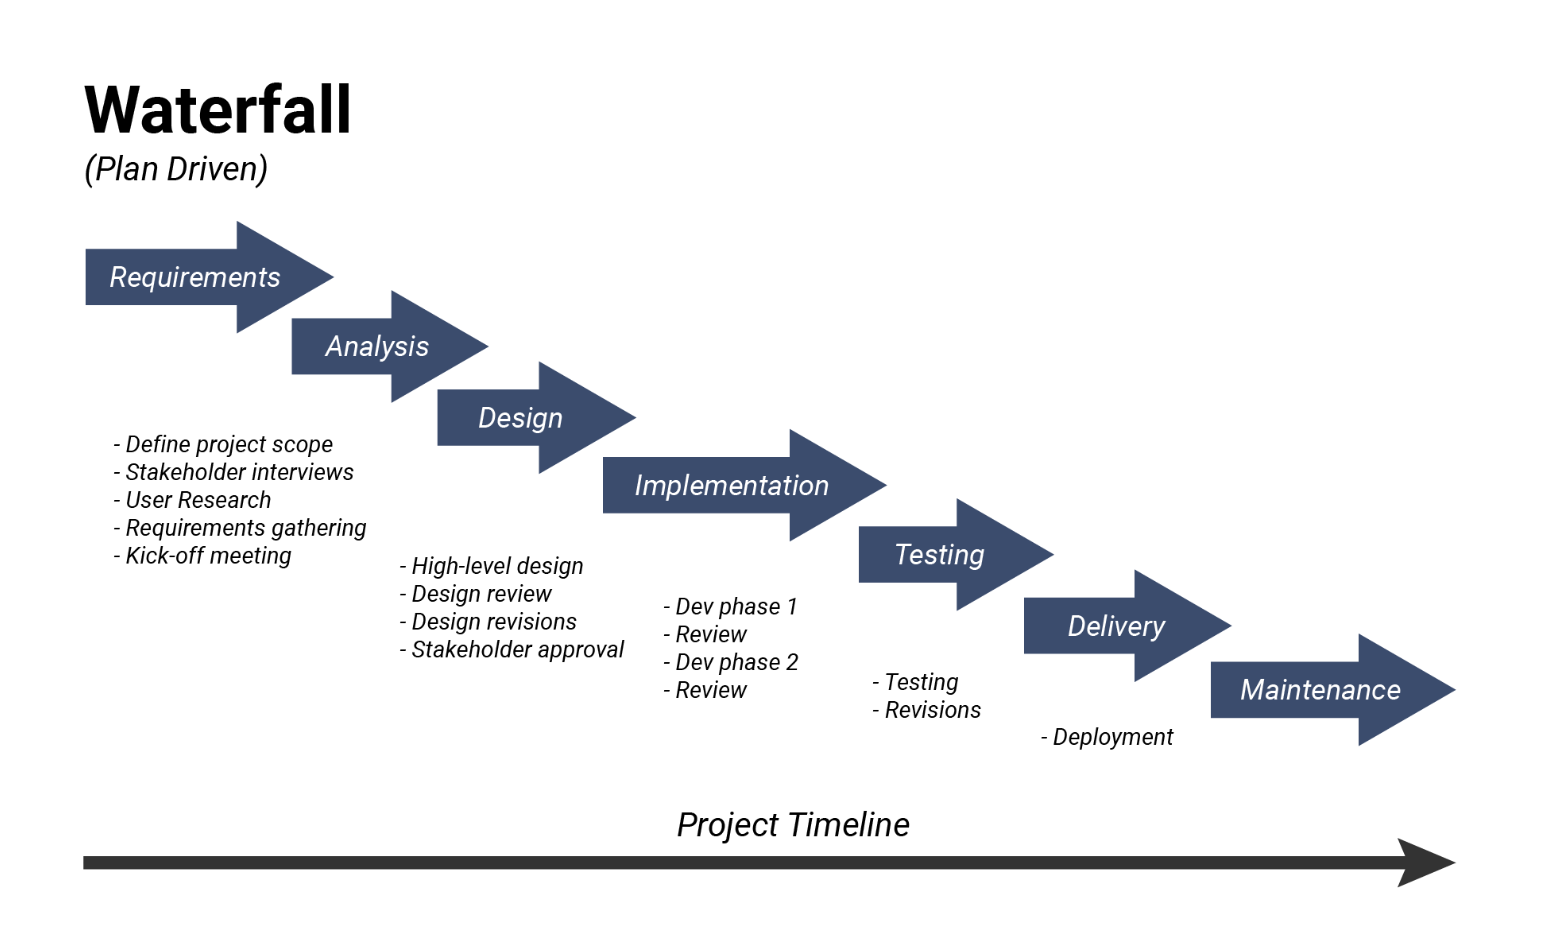 Waterfall
(Plan Driven)
Requirements
Analysis
Design
Implementation
Testing
Delivery
Maintenance
- Define project scope
- Stakeholder interviews
- User Research
- Requirements gathering
- Kick-off meeting
- High-level design
- Design review
- Design revisions
- Stakeholder approval
- Dev phase 1
- Review
- Dev phase 2
- Review
- Testing
- Revisions
- Deployment
Project Timeline